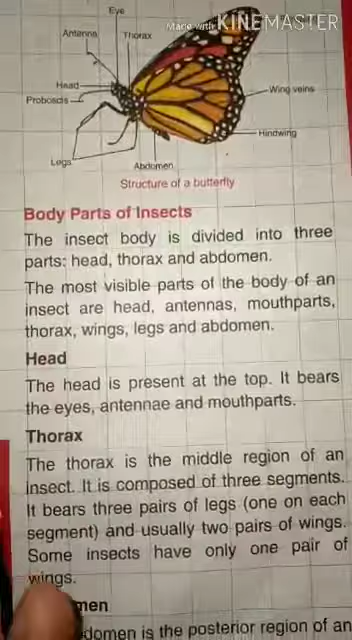 Eye
Made with KINEMASTER
Antenna
Thorax
Head
Proboscis
Wing veins
Hindwing
Legs
Abdomen
Structure of a butterfly
Body Parts of Insects
The insect body is divided into three
parts: head, thorax and abdomen.
The most visible parts of the body of an
insect are head, antennas, mouthparts,
thorax, wings, legs and abdomen.
Head
The head is present at the top. It bears
the eyes, antennae and mouthparts.
Thorax
The thorax is the middle region of an
insect. It is composed of three segments.
It bears three pairs of legs (one on each
segment) and usually two pairs of wings.
Some insects have only one pair of
wings.
men
domen is the posterior region of an